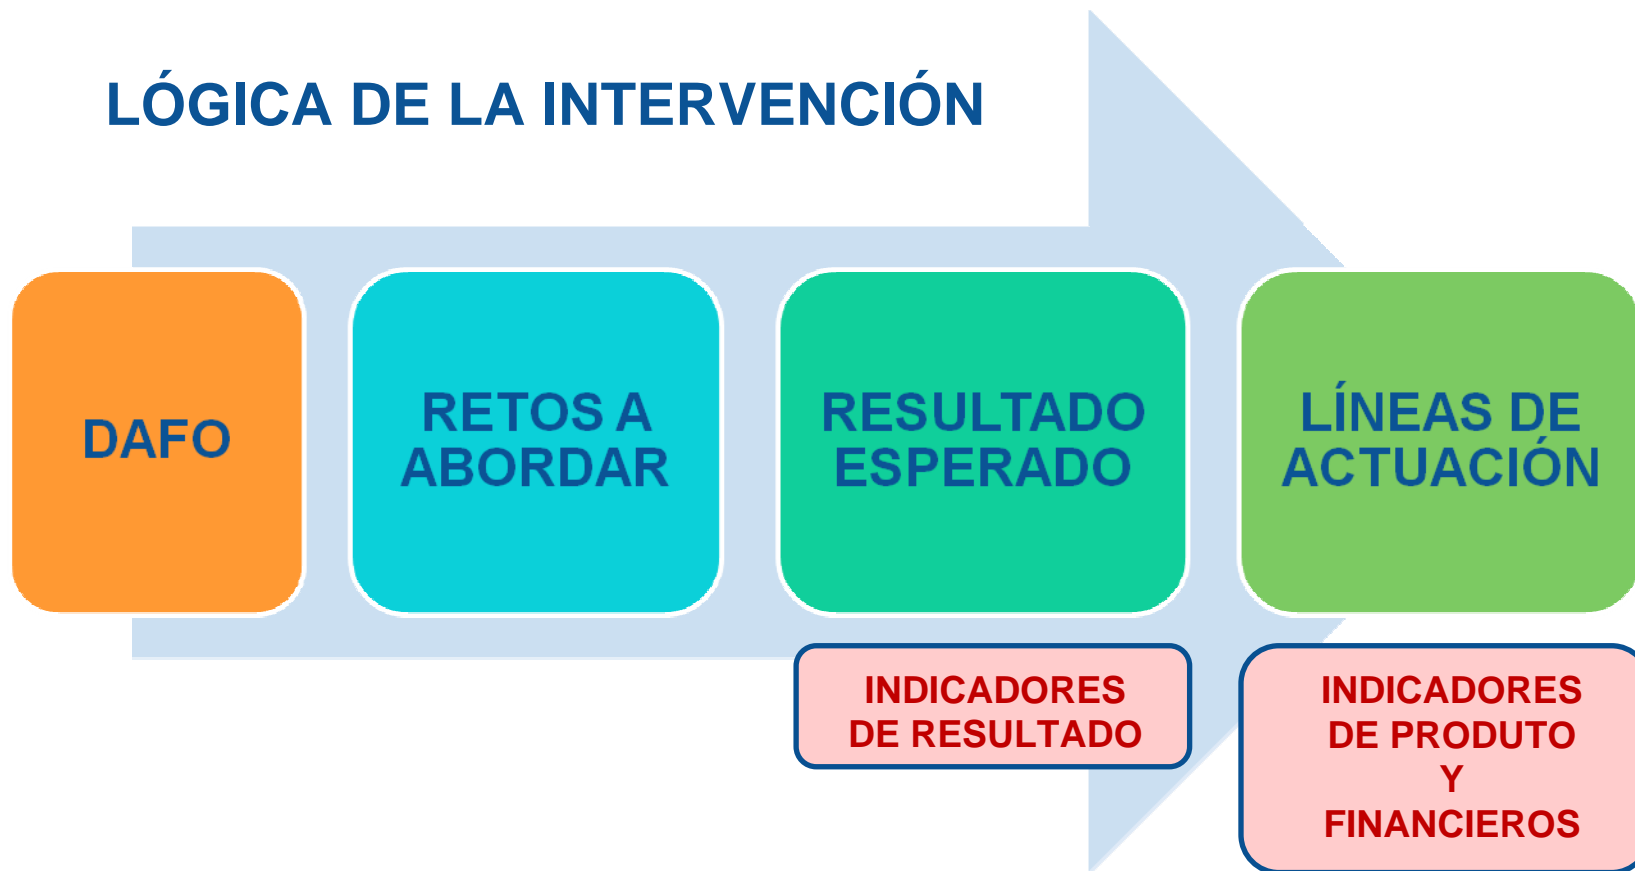 LÓGICA DE LA INTERVENCIÓN
DAFO
RETOS A
ABORDAR
RESULTADO
ESPERADO
LÍNEAS DE
ACTUACIÓN
INDICADORES
DE RESULTADO
INDICADORES
DE PRODUTO
Y
FINANCIEROS